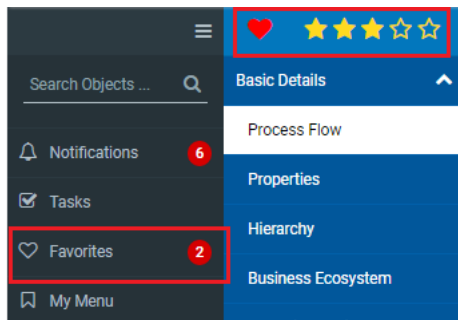 Search Objects ...
Notifications 6
Tasks
Favorites 2
My Menu
Basic Details
Process Flow
Properties
Hierarchy
Business Ecosystem